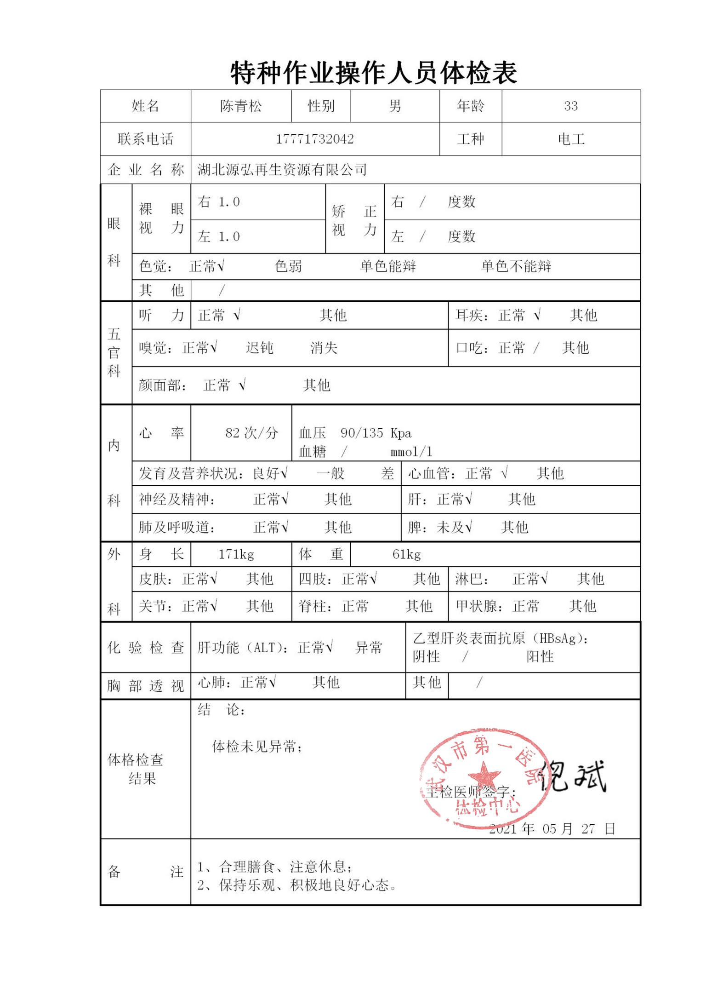 特种作业操作人员体检表
姓名 陈青松 性别 男 年龄 33
联系电话 17771732042 工种 电工
企业名称 湖北源弘再生资源有限公司
眼科 裸眼视力 右 1.0 矫正视力 右 / 度数
左 1.0 左 / 度数
色觉： 正常√ 色弱 单色能辩 单色不能辩
其他 /
五官科 听力 正常 √ 其他 耳疾：正常 √ 其他
嗅觉：正常√ 迟钝 消失 口吃：正常 / 其他
颜面部： 正常 √ 其他
内科 心率 82 次/分 血压 90/135 Kpa
血糖 / mmol/l
发育及营养状况：良好√ 一般 差 心血管：正常 √ 其他
神经及精神： 正常√ 其他 肝：正常√ 其他
肺及呼吸道： 正常√ 其他 脾：未及√ 其他
外科 身长 171kg 体重 61kg
皮肤：正常√ 其他 四肢：正常√ 其他 淋巴： 正常√ 其他
关节：正常√ 其他 脊柱：正常 其他 甲状腺：正常 其他
化验检查 肝功能（ALT）：正常√ 异常 乙型肝炎表面抗原（HBsAg）：
阴性 / 阳性
胸部透视 心肺：正常√ 其他 其他 /
体格检查结果 结 论：
体检未见异常；
武汉市第一医院
体检中心
主检医师签字： 倪斌
2021 年 05 月 27 日
备注 1、合理膳食、注意休息；
2、保持乐观、积极地良好心态。